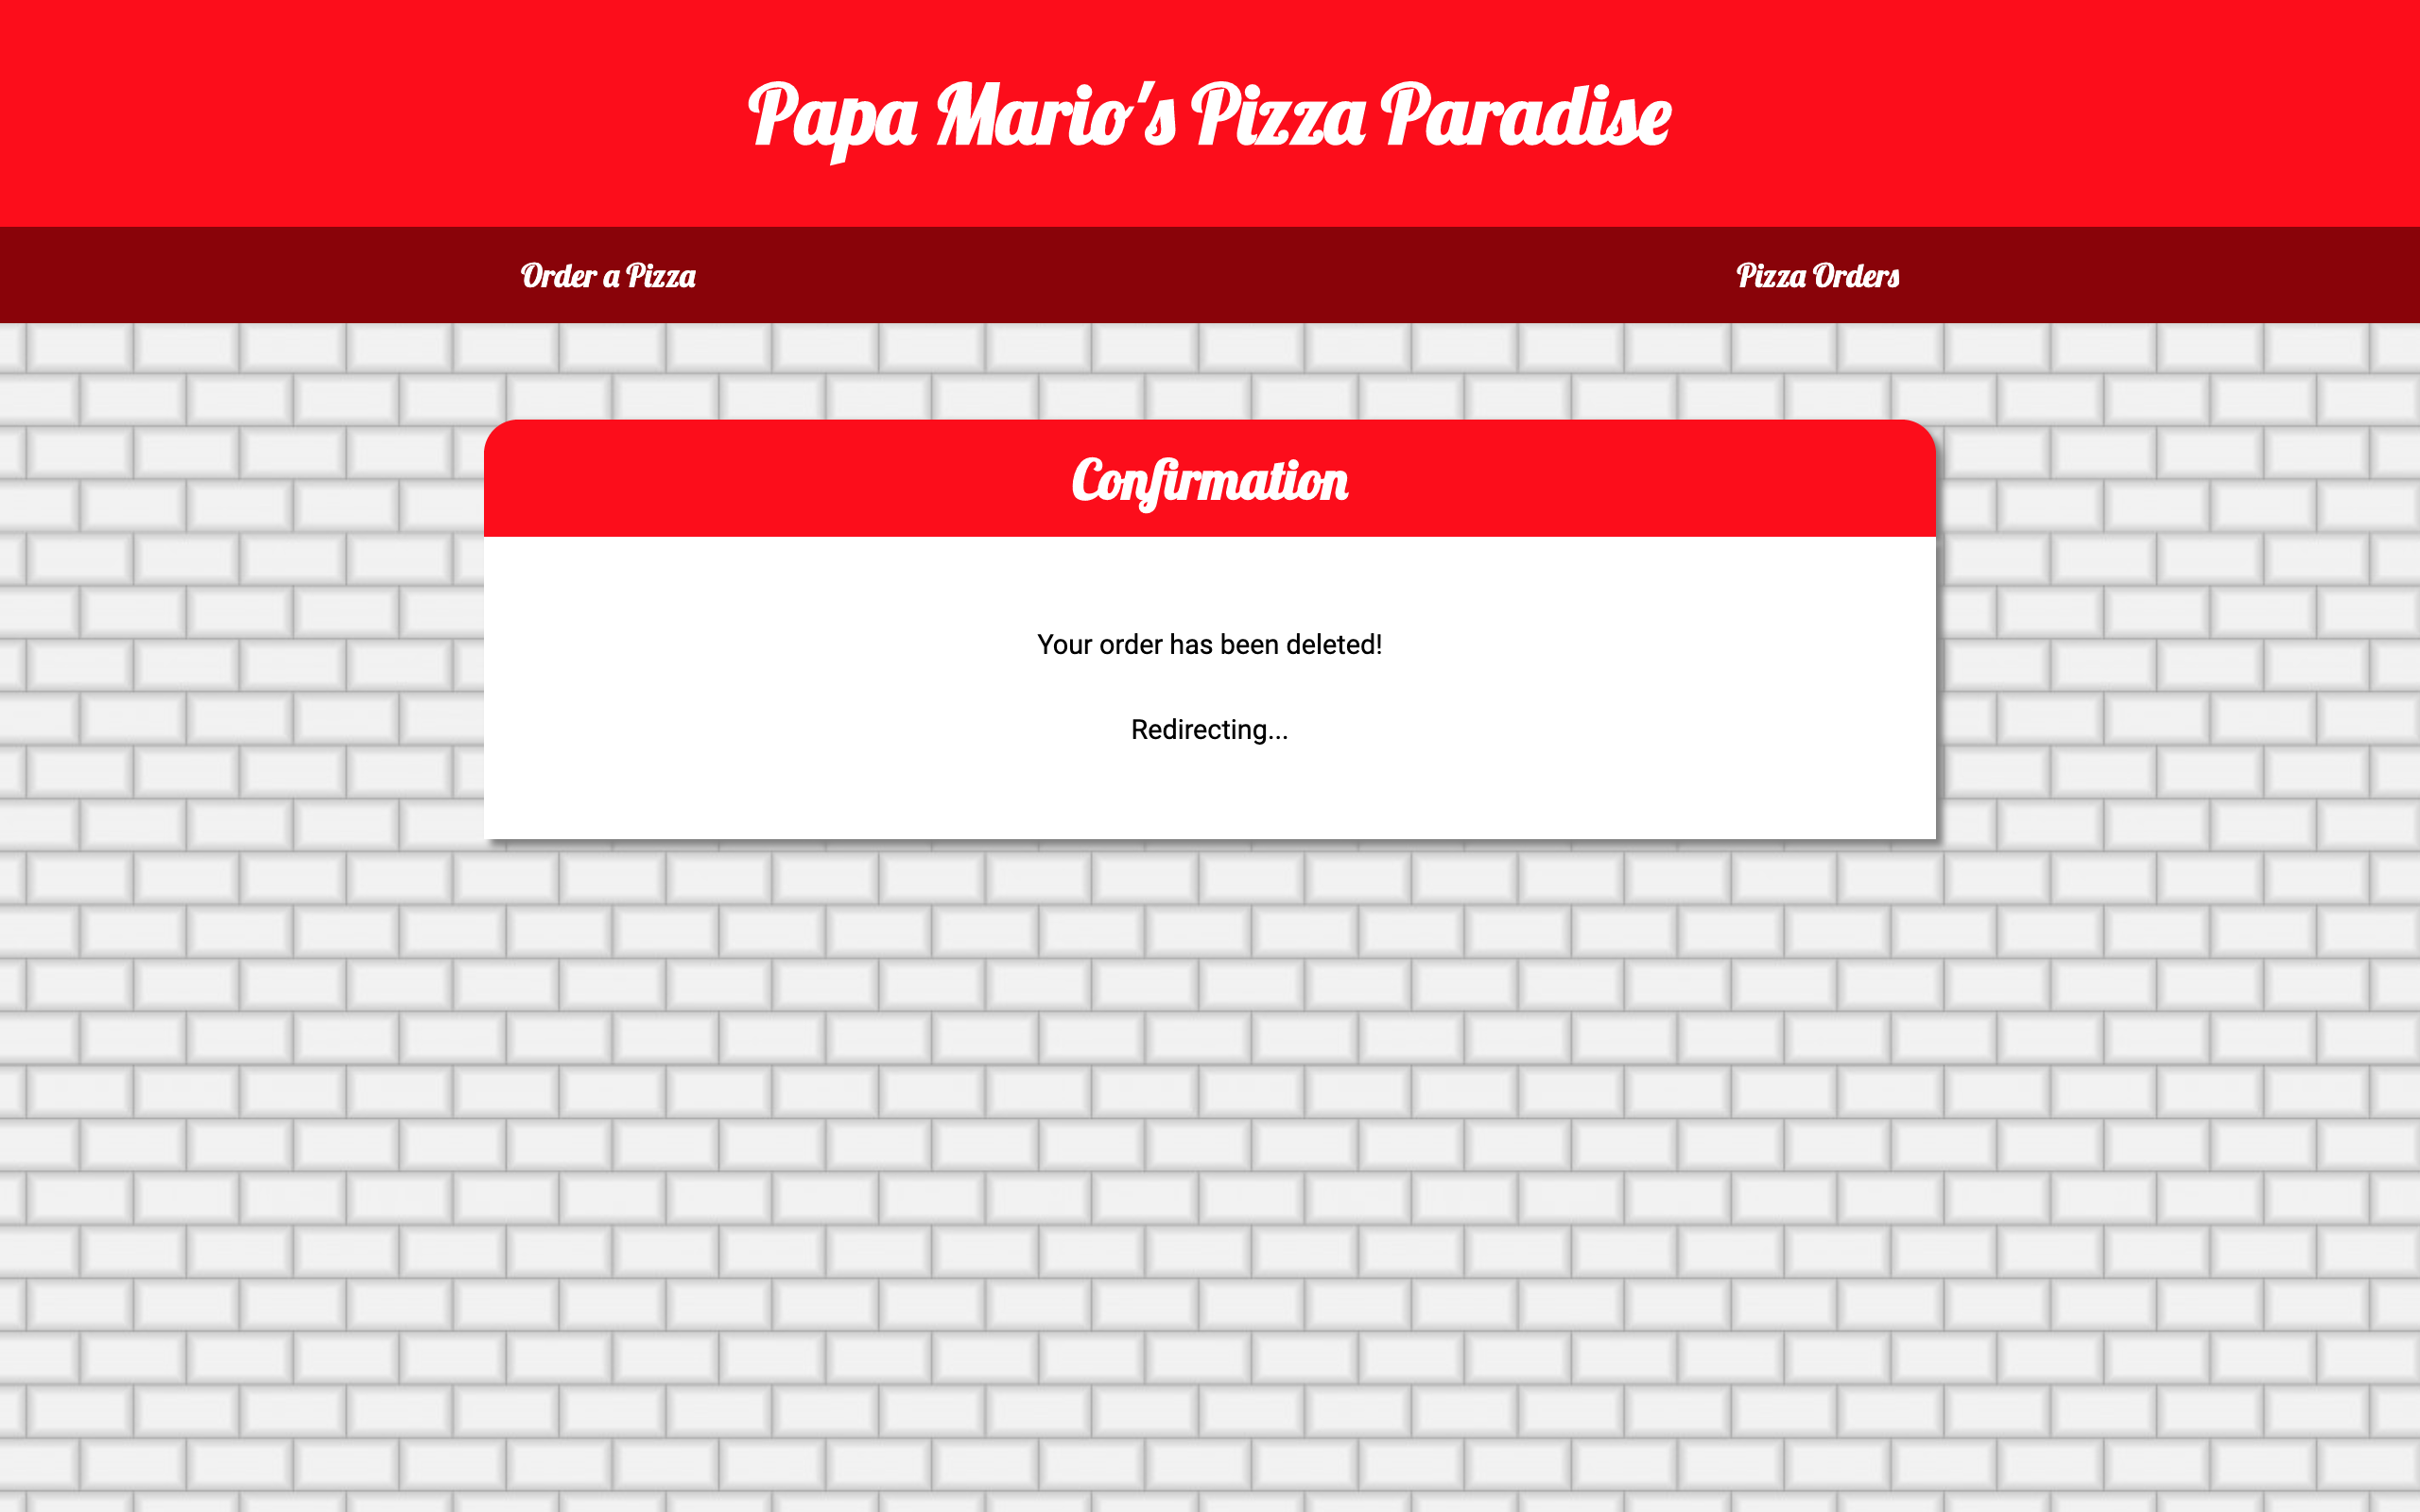 Papa Mario's Pizza Paradise
Order a Pizza
Pizza Orders
Confirmation
Your order has been deleted!
Redirecting...